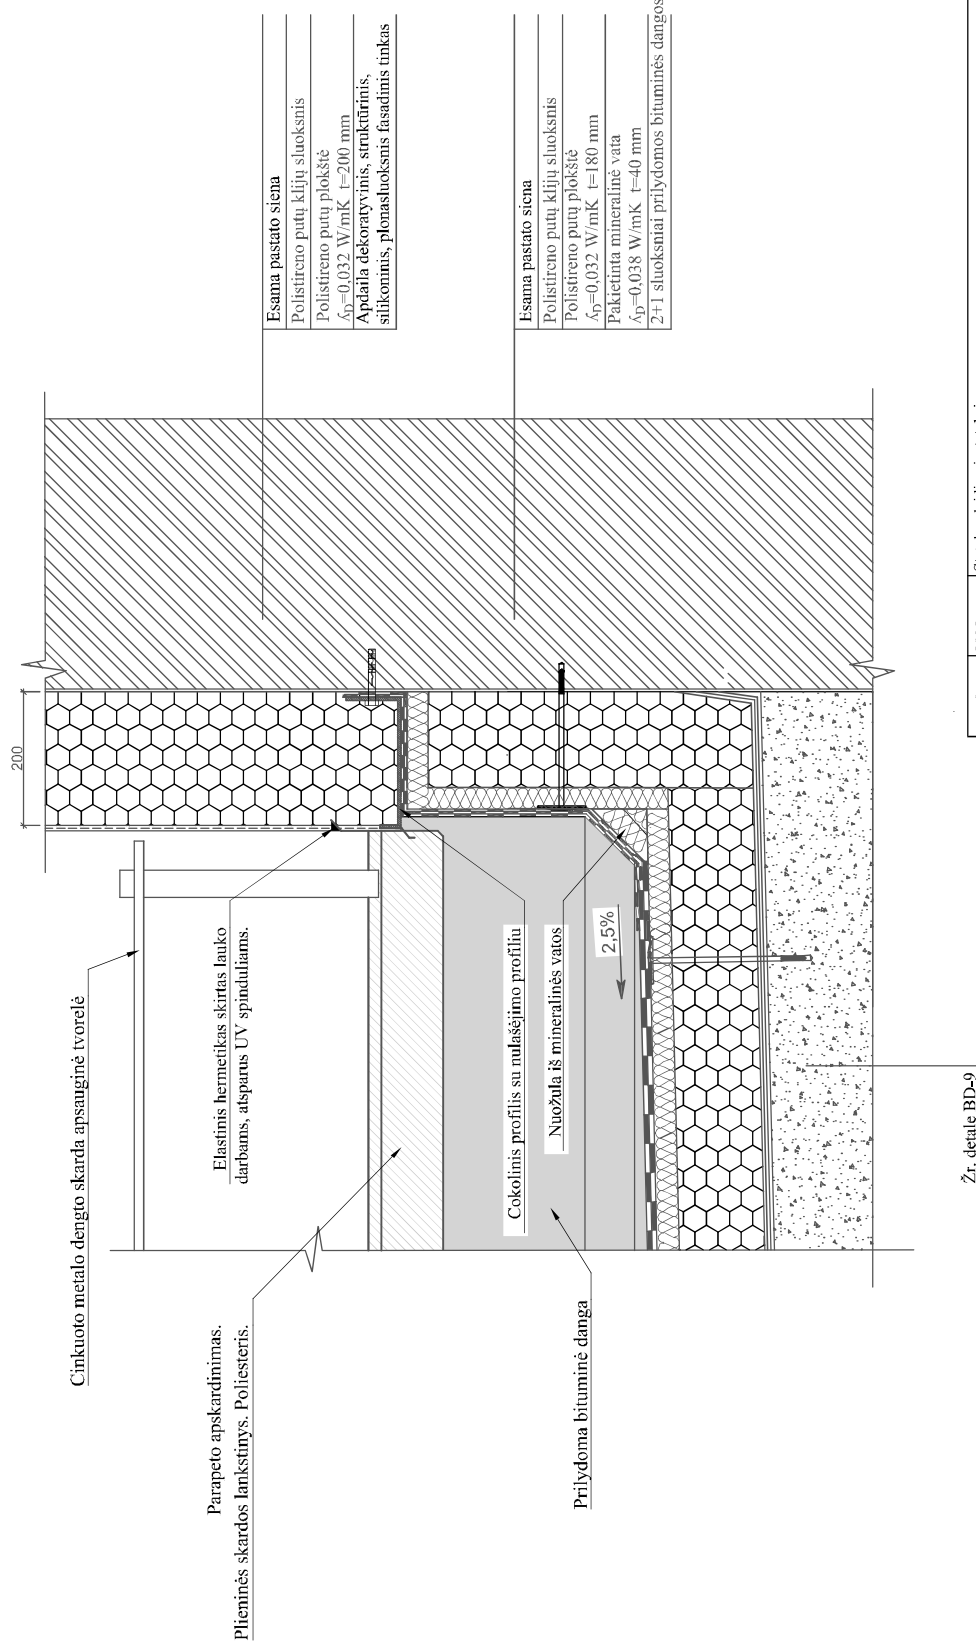 Cinkuoto metalo dengto skarda apsauginė tvorelė
Parapeto apskardinimas.
Plieninės skardos lankstinys. Poliesteris.
Elastinis hermetikas skirtas lauko
darbams, atsparus UV spinduliams.
200
Esama pastato siena
Polistireno putų klijų sluoksnis
Polistireno putų plokštė
λD=0,032 W/mK t=200 mm
Apdaila dekoratyvinis, struktūrinis,
silikoninis, plonasluoksnis fasadinis tinkas
Cokolinis profilis su nulašėjimo profiliu
Nuožula iš mineralinės vatos
Prilydoma bituminė danga
2,5%
Esama pastato siena
Polistireno putų klijų sluoksnis
Polistireno putų plokštė
λD=0,032 W/mK t=180 mm
Pakietinta mineralinė vata
λD=0,038 W/mK t=40 mm
2+1 sluoksniai prilydomos bituminės dangos
Žr. detalę BD-9